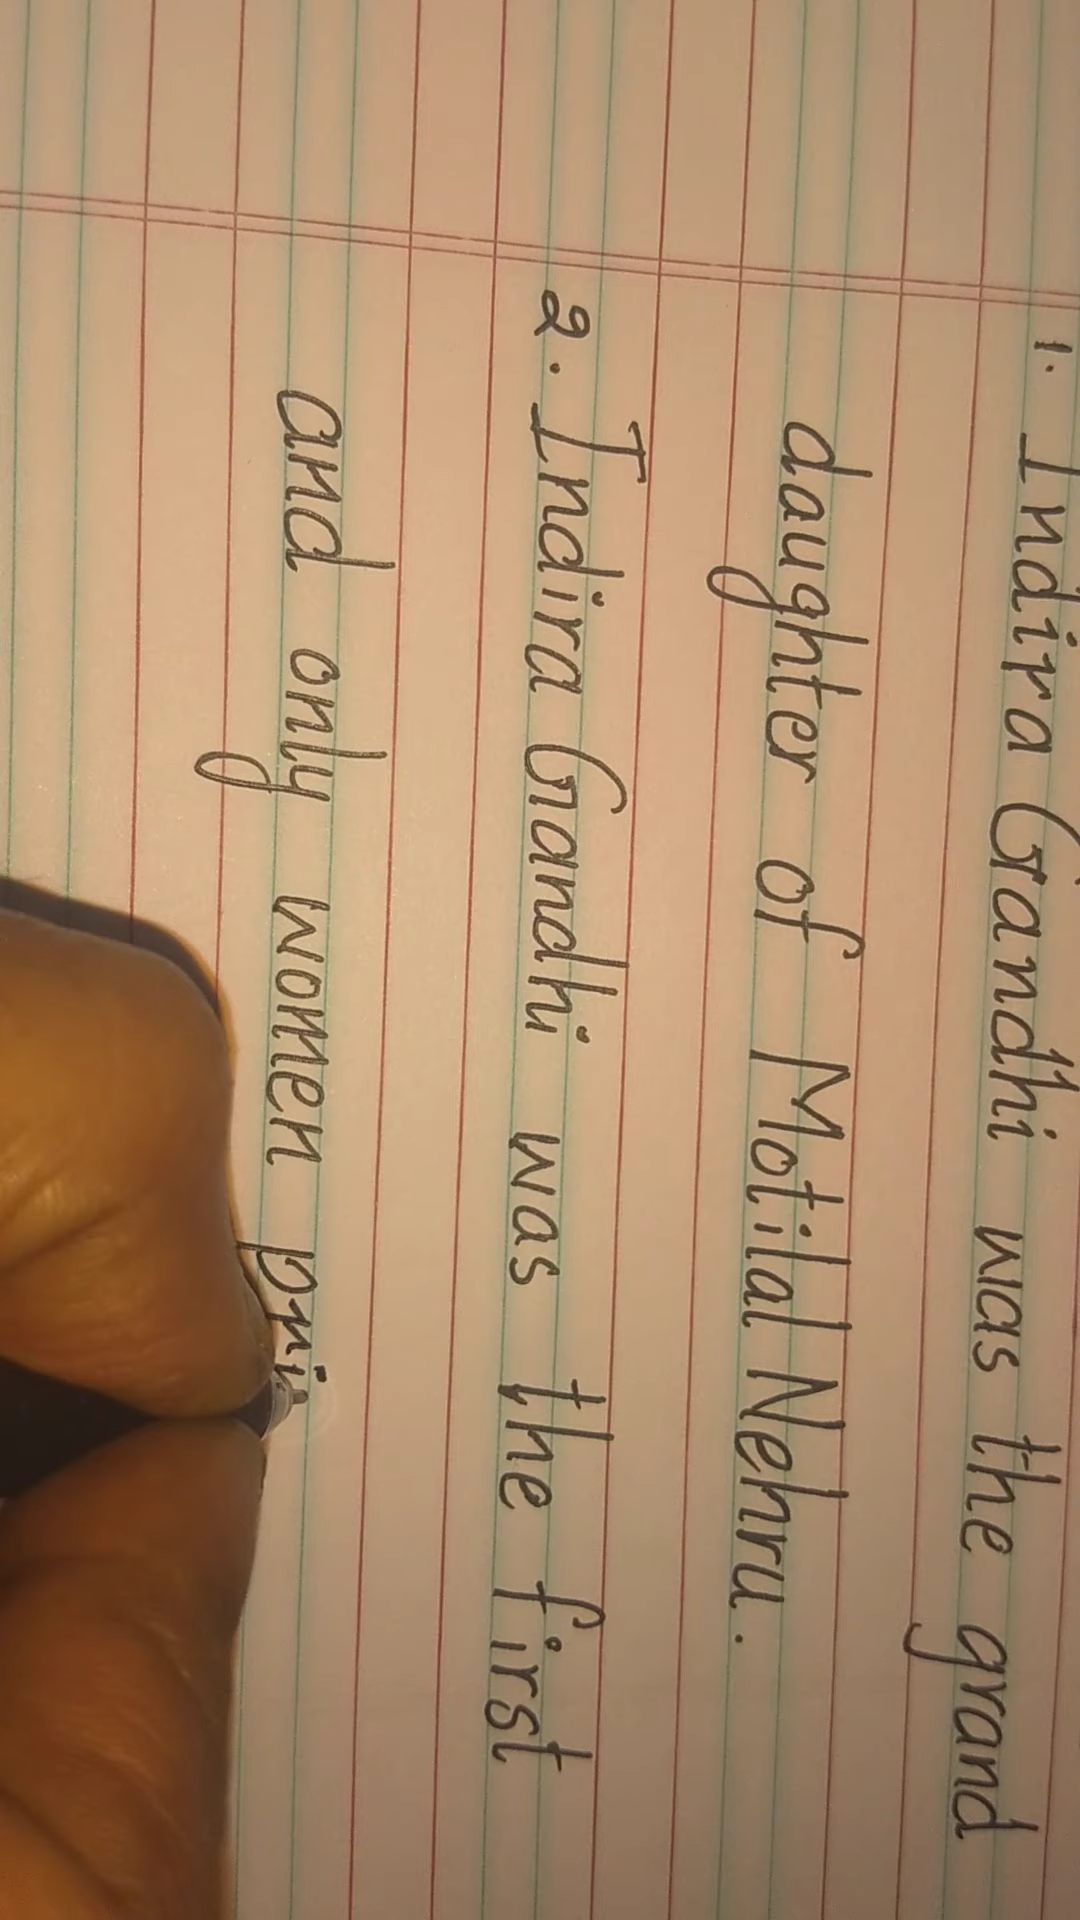 1. Indira Gandhi was the grand
daughter of Motilal Nehru.
2. Indira Gandhi was the first
and only women pri